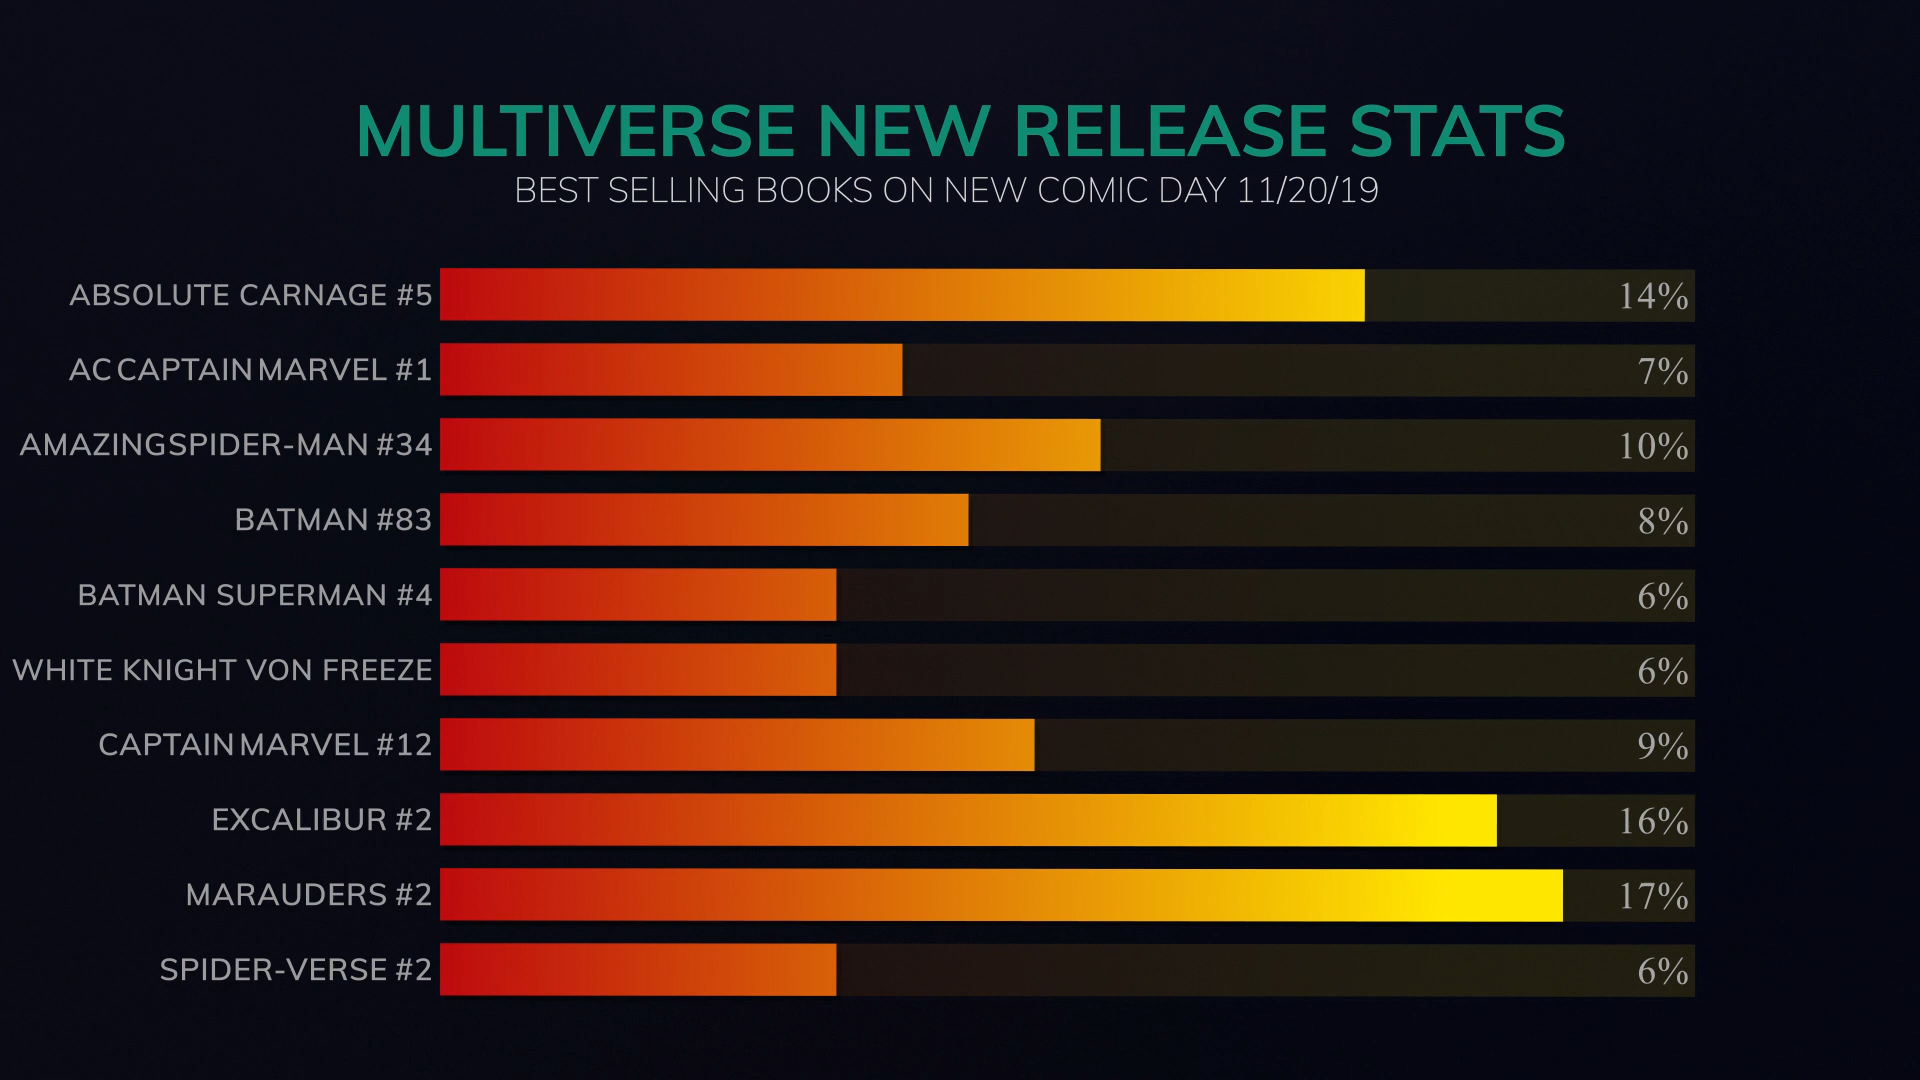 MULTIVERSE NEW RELEASE STATS
BEST SELLING BOOKS ON NEW COMIC DAY 11/20/19
ABSOLUTE CARNAGE #5 14%
AC CAPTAIN MARVEL #1 7%
AMAZING SPIDER-MAN #34 10%
BATMAN #83 8%
BATMAN SUPERMAN #4 6%
WHITE KNIGHT VON FREEZE 6%
CAPTAIN MARVEL #12 9%
EXCALIBUR #2 16%
MARAUDERS #2 17%
SPIDER-VERSE #2 6%